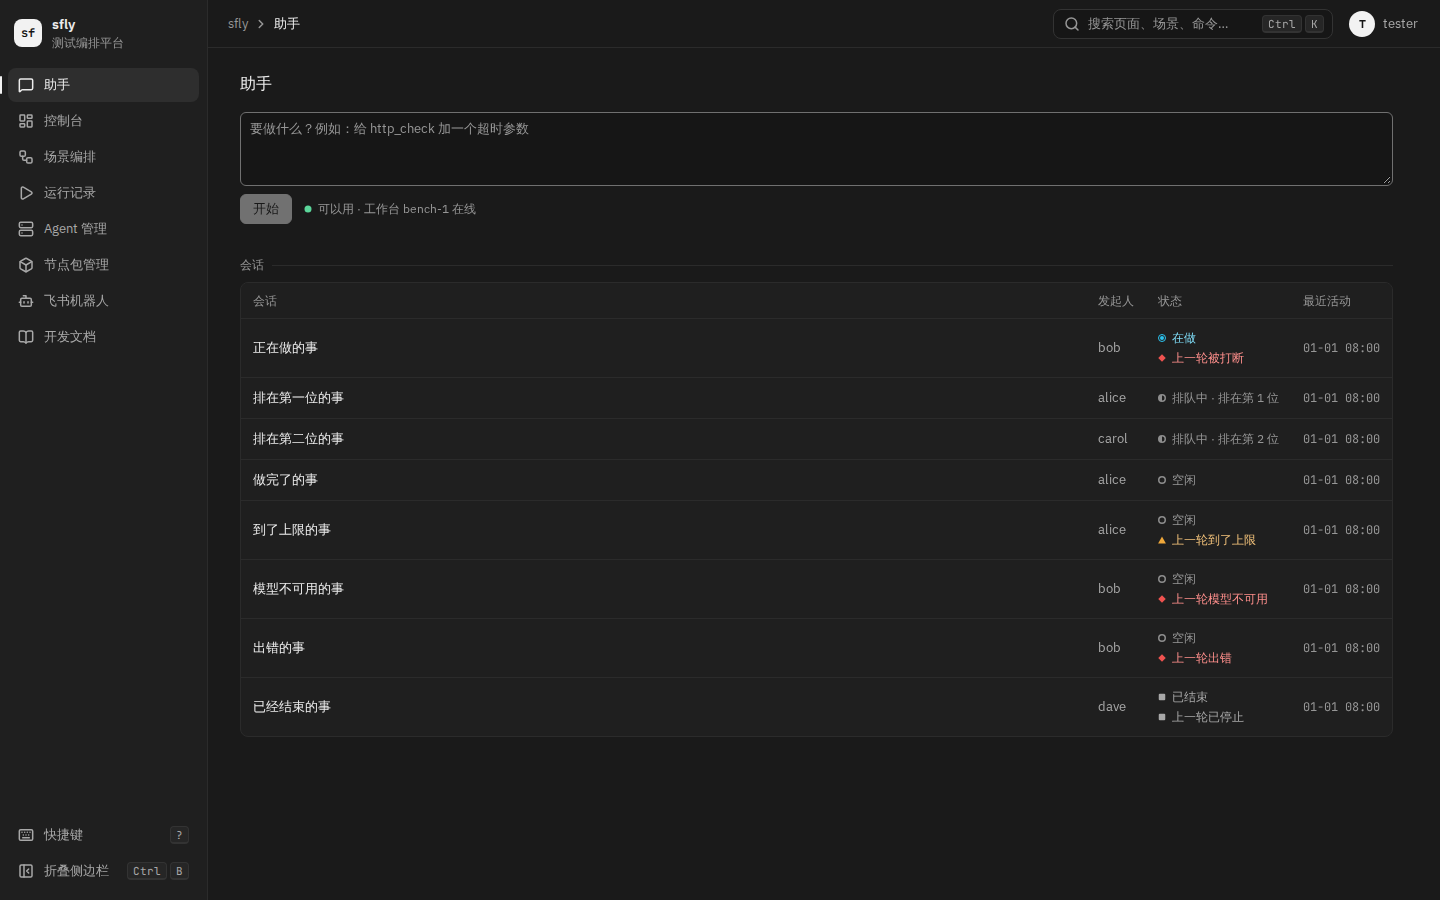 sf
sfly
测试编排平台
助手
控制台
场景编排
运行记录
Agent 管理
节点包管理
飞书机器人
开发文档
快捷键 ?
折叠侧边栏 Ctrl B
sfly > 助手
搜索页面、场景、命令... Ctrl K
T tester
助手
要做什么？例如：给 http_check 加一个超时参数
开始 可以用 · 工作台 bench-1 在线
会话
会话 发起人 状态 最近活动
正在做的事 bob 在做 01-01 08:00
上一轮被打断
排在第一位的事 alice 排队中 · 排在第 1 位 01-01 08:00
排在第二位的事 carol 排队中 · 排在第 2 位 01-01 08:00
做完了的事 alice 空闲 01-01 08:00
到了上限的事 alice 空闲 01-01 08:00
上一轮到了上限
模型不可用的事 bob 空闲 01-01 08:00
上一轮模型不可用
出错的事 bob 空闲 01-01 08:00
上一轮出错
已经结束的事 dave 已结束 01-01 08:00
上一轮已停止